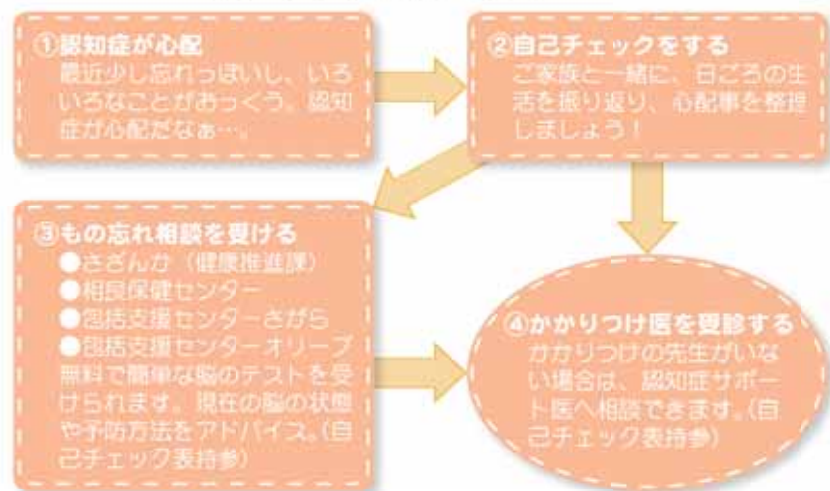 ①認知症が心配
最近少し忘れっぽいし、いろ
いろなことがおっくう。認知
症が心配だなぁ…。
②自己チェックをする
ご家族と一緒に、日ごろの生
活を振り返り、心配事を整理
しましょう！
③もの忘れ相談を受ける
●さざんか（健康推進課）
●相良保健センター
●包括支援センターさがら
●包括支援センターオリーブ
無料で簡単な脳のテストを受
けられます。現在の脳の状態
や予防方法をアドバイス。（自
己チェック表持参）
④かかりつけ医を受診する
かかりつけの先生がいな
い場合は、認知症サポー
ト医へ相談できます。（自
己チェック表持参）